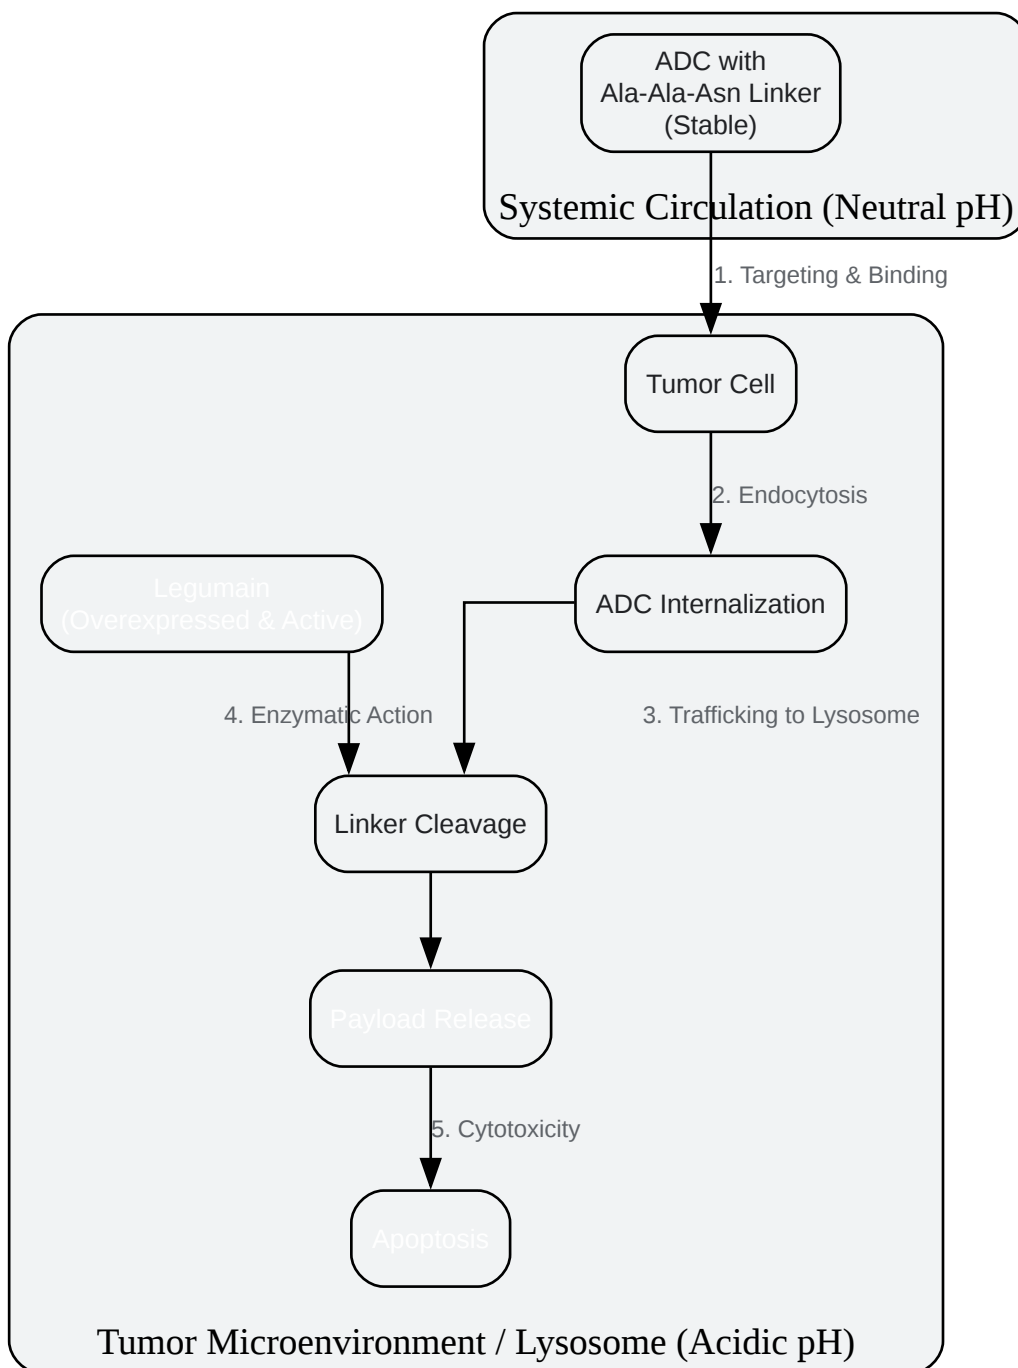 ADC with
Ala-Ala-Asn Linker
(Stable)
Systemic Circulation (Neutral pH)
1. Targeting & Binding
Tumor Cell
2. Endocytosis
Legumain
(Overexpressed & Active)
ADC Internalization
4. Enzymatic Action
3. Trafficking to Lysosome
Linker Cleavage
Payload Release
5. Cytotoxicity
Apoptosis
Tumor Microenvironment / Lysosome (Acidic pH)